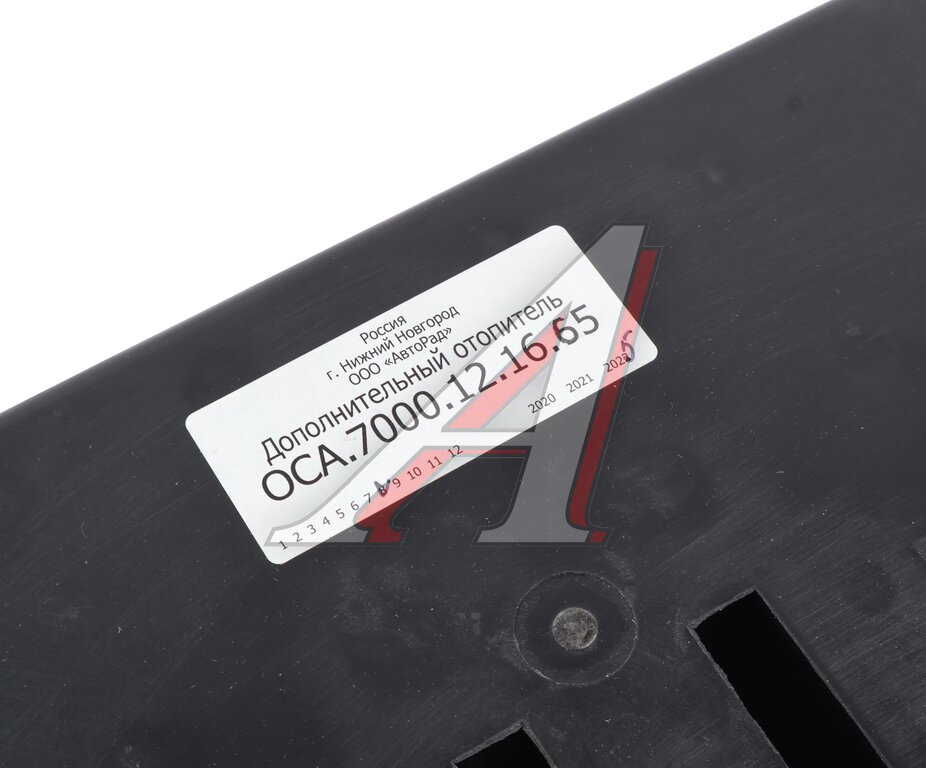 Россия
г. Нижний Новгород
ООО «АвтоРад»
Дополнительный отопитель
ОСА.7000.12.16.65
1 2 3 4 5 6 7 8 9 10 11 12 2020 2021